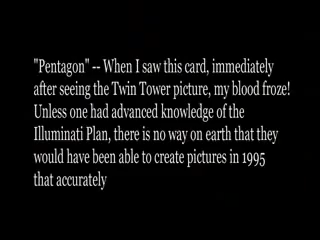 "Pentagon" -- When I saw this card, immediately
after seeing the Twin Tower picture, my blood froze!
Unless one had advanced knowledge of the
Illuminati Plan, there is no way on earth that they
would have been able to create pictures in 1995
that accurately